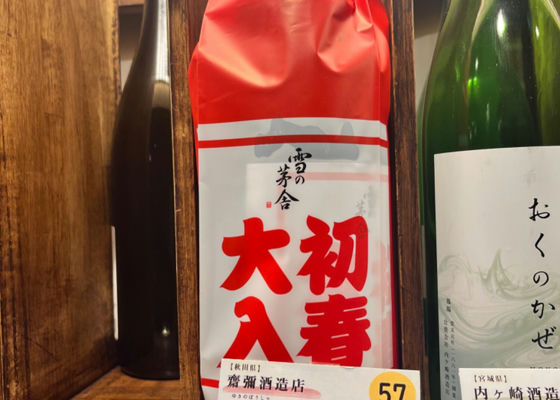 雪の茅舎
初春
大入
【秋田県】
齋彌酒造店
ゆきのぼうしゃ
57
おくのかぜ
【宮城県】
内ヶ崎酒造